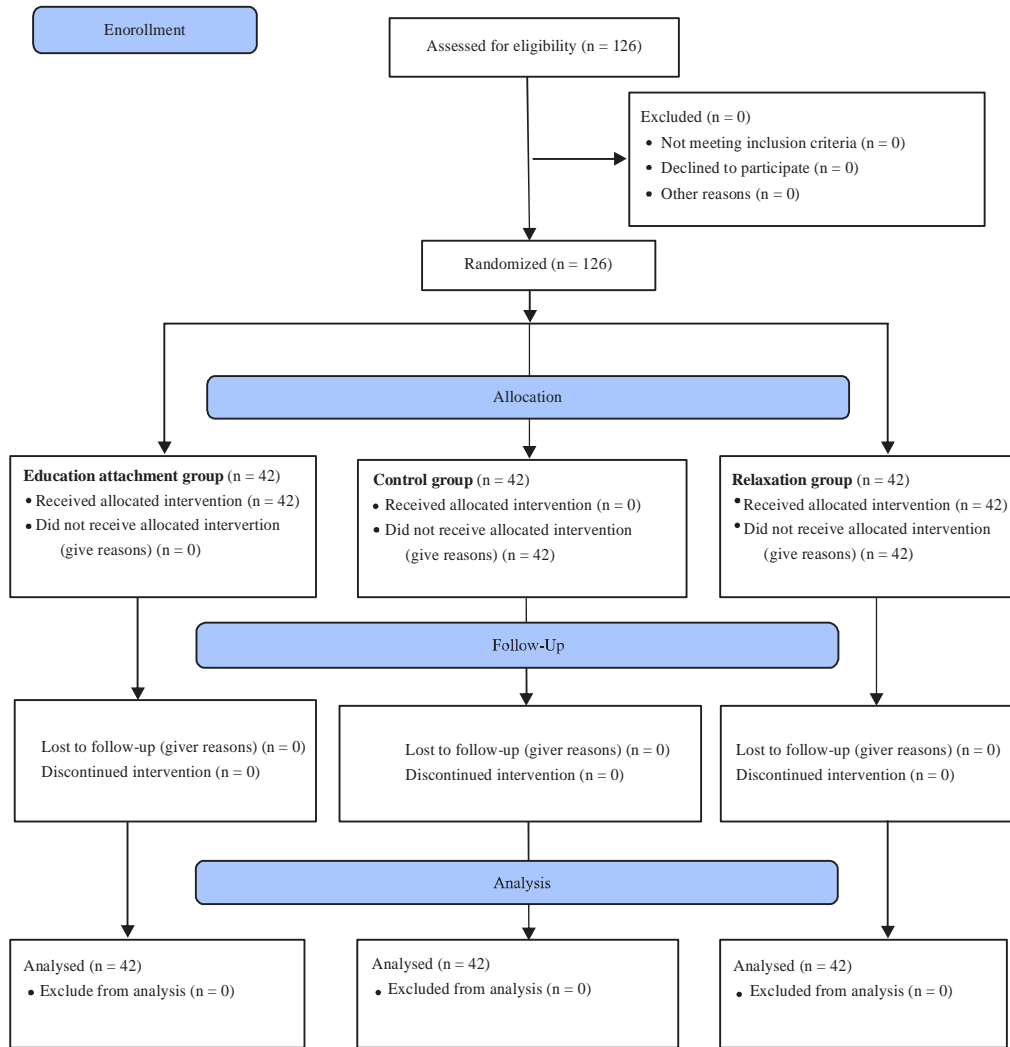 Enorollment
Assessed for eligibility (n = 126)
Excluded (n = 0)
• Not meeting inclusion criteria (n = 0)
• Declined to participate (n = 0)
• Other reasons (n = 0)
Randomized (n = 126)
Allocation
Education attachment group (n = 42)
• Received allocated intervention (n = 42)
• Did not receive allocated intervention
(give reasons) (n = 0)
Control group (n = 42)
• Received allocated intervention (n = 0)
• Did not receive allocated intervention
(give reasons) (n = 42)
Relaxation group (n = 42)
• Received allocated intervention (n = 42)
• Did not receive allocated intervention
(give reasons) (n = 42)
Follow-Up
Lost to follow-up (giver reasons) (n = 0)
Discontinued intervention (n = 0)
Lost to follow-up (giver reasons) (n = 0)
Discontinued intervention (n = 0)
Lost to follow-up (giver reasons) (n = 0)
Discontinued intervention (n = 0)
Analysis
Analysed (n = 42)
• Exclude from analysis (n = 0)
Analysed (n = 42)
• Excluded from analysis (n = 0)
Analysed (n = 42)
• Excluded from analysis (n = 0)